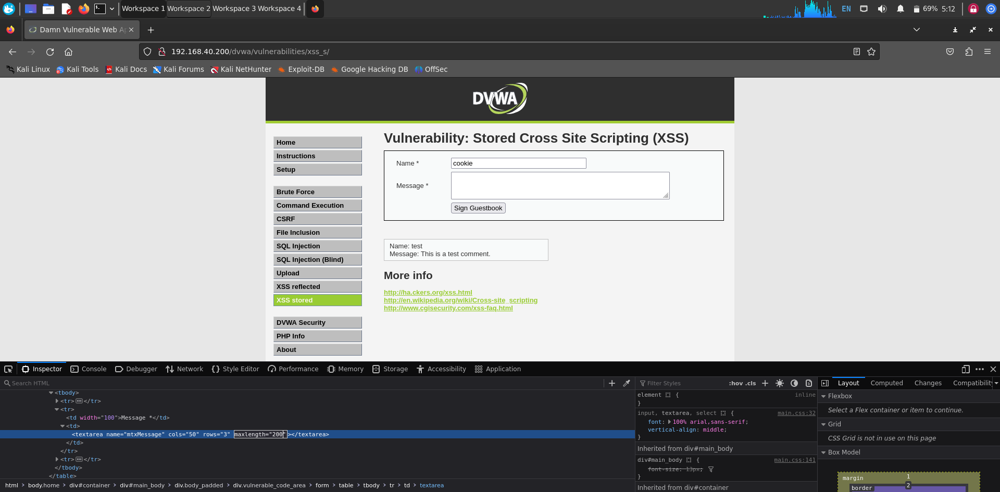 Workspace 1 Workspace 2 Workspace 3 Workspace 4 EN 69% 5:12
Damn Vulnerable Web Ap
192.168.40.200/dvwa/vulnerabilities/xss_s/
Kali Linux Kali Tools Kali Docs Kali Forums Kali NetHunter Exploit-DB Google Hacking DB OffSec
DVWA
Vulnerability: Stored Cross Site Scripting (XSS)
Home
Instructions
Setup
Brute Force
Command Execution
CSRF
File Inclusion
SQL Injection
SQL Injection (Blind)
Upload
XSS reflected
XSS stored
DVWA Security
PHP Info
About
Name * cookie
Message *
Sign Guestbook
Name: test
Message: This is a test comment.
More info
http://ha.ckers.org/xss.html
http://en.wikipedia.org/wiki/Cross-site_scripting
http://www.cgisecurity.com/xss-faq.html
Inspector Console Debugger Network Style Editor Performance Memory Storage Accessibility Application
Search HTML
<tbody>
<tr></tr>
<tr>
<td width="100">Message *</td>
<td>
<textarea name="mtxMessage" cols="50" rows="3" maxlength="200"></textarea>
</td>
</tr>
<tr></tr>
</tbody>
</table>
html body.home div#container div#main_body div.body_padded div.vulnerable_code_area form table tbody tr td textarea
Filter Styles :hov .cls
element { inline
}
input, textarea, select { main.css:32
font: 100% arial,sans-serif;
vertical-align: middle;
}
Inherited from div#main_body
div#main_body { main.css:141
font-size: 13px;
}
Inherited from div#container
Layout Computed Changes Compatibility
Flexbox
Select a Flex container or item to continue.
Grid
CSS Grid is not in use on this page
Box Model
margin 1
border 2